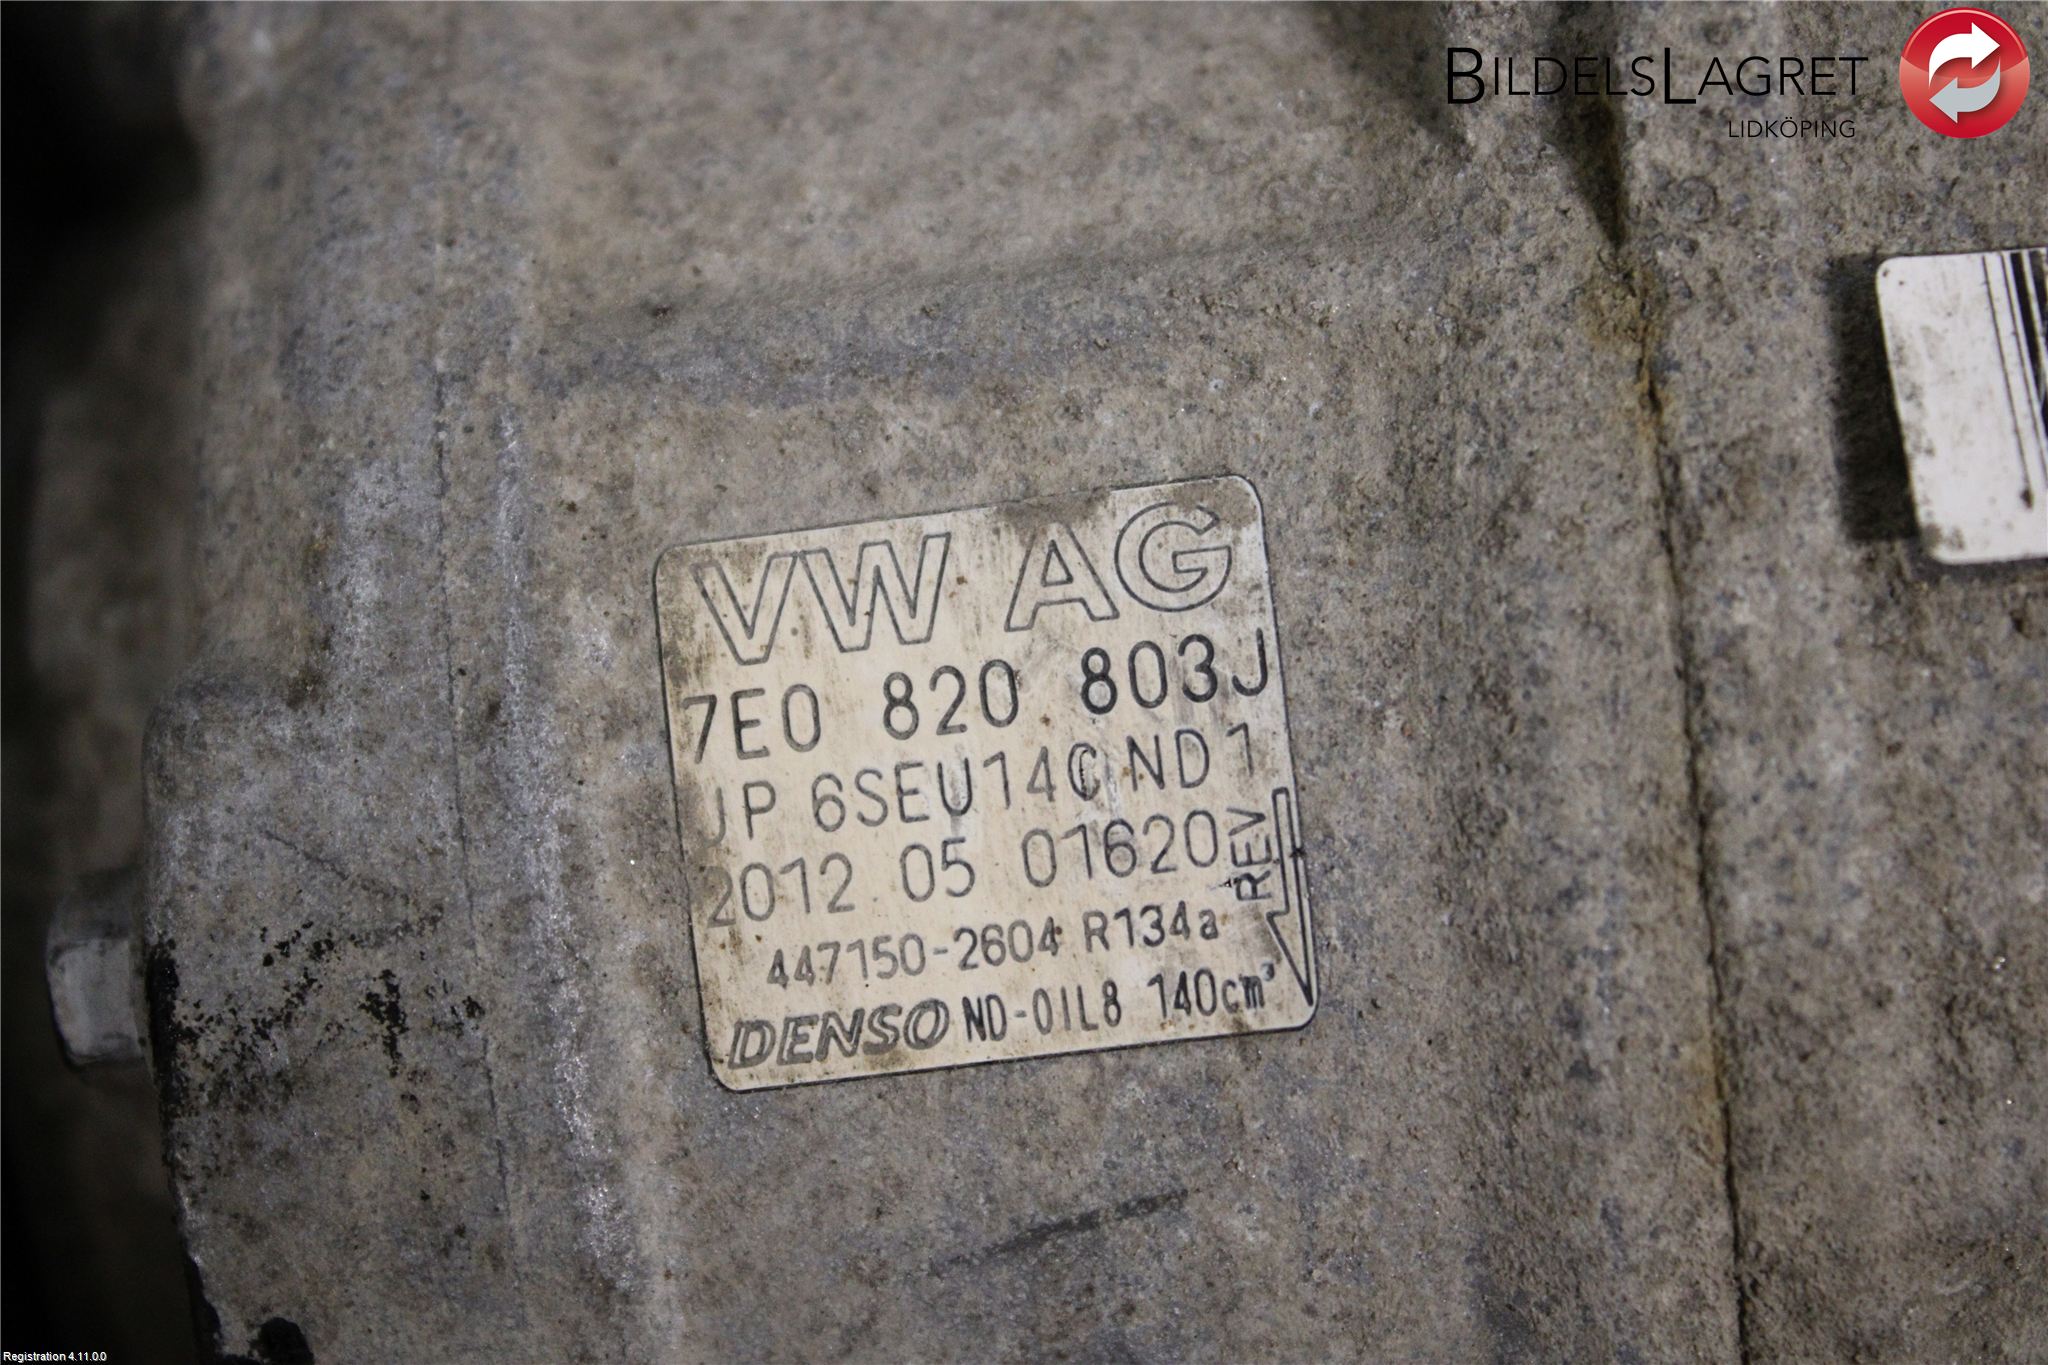 BILDELSLAGRET
LIDKÖPING
VW AG
7E0 820 803J
JP 6SEU14C ND1
2012 05 01620
REV
447150-2604 R134a
DENSO ND-OIL8 140cm³
Registration 4.11.0.0